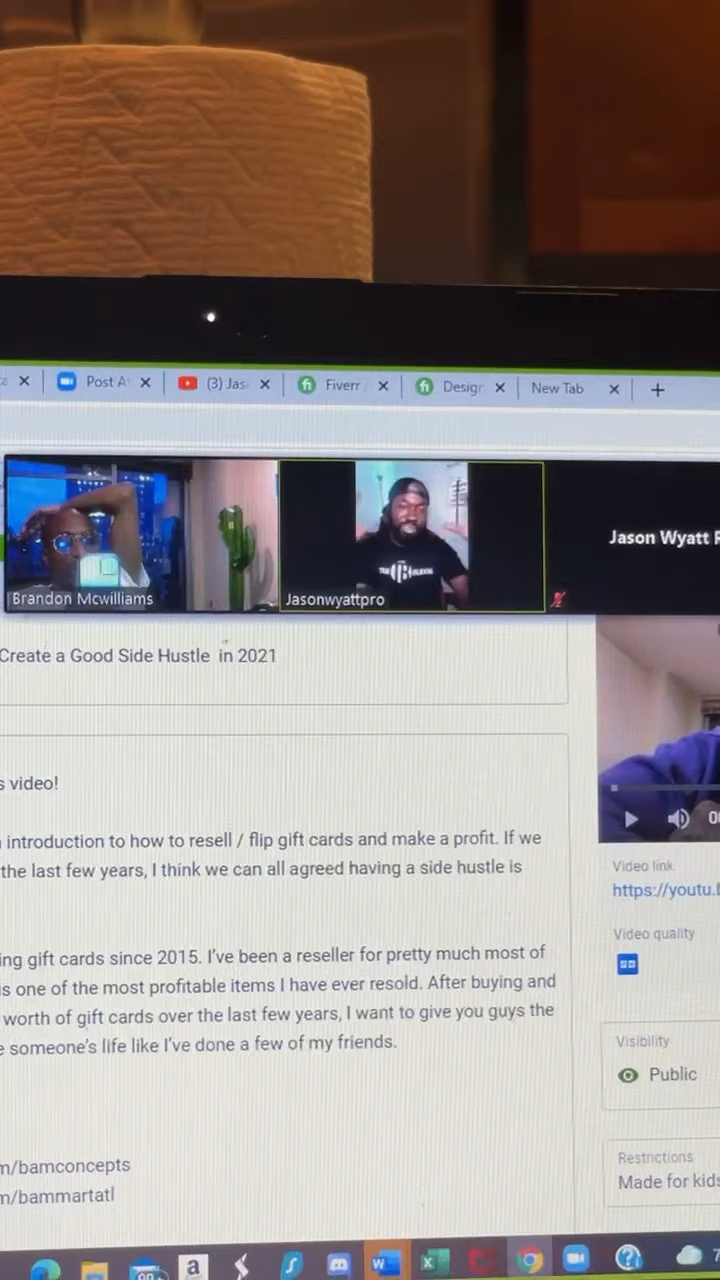 Post A
(3) Jas
Fiverr
Design
New Tab
Brandon Mcwilliams
Jasonwyattpro
Jason Wyatt P
Create a Good Side Hustle in 2021
s video!
introduction to how to resell / flip gift cards and make a profit. If we
the last few years, I think we can all agreed having a side hustle is
ing gift cards since 2015. I've been a reseller for pretty much most of
is one of the most profitable items I have ever resold. After buying and
worth of gift cards over the last few years, I want to give you guys the
e someone's life like I've done a few of my friends.
m/bamconcepts
m/bammartatl
Video link
https://youtu.b
Video quality
Visibility
Public
Restrictions
Made for kids